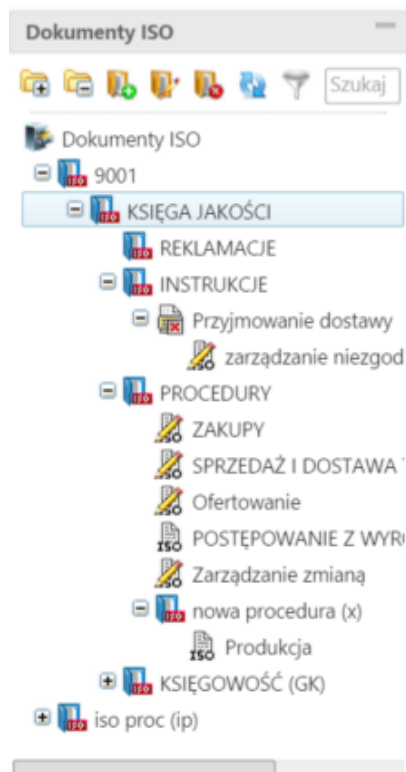 Dokumenty ISO
Szukaj
Dokumenty ISO
9001
KSIĘGA JAKOŚCI
REKLAMACJE
INSTRUKCJE
Przyjmowanie dostawy
zarządzanie niezgod
PROCEDURY
ZAKUPY
SPRZEDAŻ I DOSTAWA
Ofertowanie
POSTĘPOWANIE Z WYR
Zarządzanie zmianą
nowa procedura (x)
Produkcja
KSIĘGOWOŚĆ (GK)
iso proc (ip)